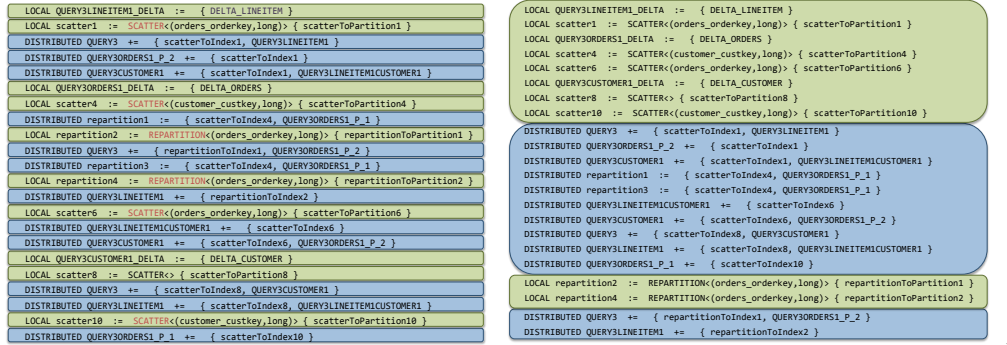 LOCAL QUERY3LINEITEM1_DELTA := { DELTA_LINEITEM }
LOCAL scatter1 := SCATTER<(orders_orderkey,long)> { scatterToPartition1 }
DISTRIBUTED QUERY3 += { scatterToIndex1, QUERY3LINEITEM1 }
DISTRIBUTED QUERY3ORDERS1_P_2 += { scatterToIndex1 }
DISTRIBUTED QUERY3CUSTOMER1 += { scatterToIndex1, QUERY3LINEITEM1CUSTOMER1 }
LOCAL QUERY3ORDERS1_DELTA := { DELTA_ORDERS }
LOCAL scatter4 := SCATTER<(customer_custkey,long)> { scatterToPartition4 }
DISTRIBUTED repartition1 := { scatterToIndex4, QUERY3ORDERS1_P_1 }
LOCAL repartition2 := REPARTITION<(orders_orderkey,long)> { repartitionToPartition1 }
DISTRIBUTED QUERY3 += { repartitionToIndex1, QUERY3ORDERS1_P_2 }
DISTRIBUTED repartition3 := { scatterToIndex4, QUERY3ORDERS1_P_1 }
LOCAL repartition4 := REPARTITION<(orders_orderkey,long)> { repartitionToPartition2 }
DISTRIBUTED QUERY3LINEITEM1 += { repartitionToIndex2 }
LOCAL scatter6 := SCATTER<(orders_orderkey,long)> { scatterToPartition6 }
DISTRIBUTED QUERY3LINEITEM1CUSTOMER1 += { scatterToIndex6 }
DISTRIBUTED QUERY3CUSTOMER1 += { scatterToIndex6, QUERY3ORDERS1_P_2 }
LOCAL QUERY3CUSTOMER1_DELTA := { DELTA_CUSTOMER }
LOCAL scatter8 := SCATTER<> { scatterToPartition8 }
DISTRIBUTED QUERY3 += { scatterToIndex8, QUERY3CUSTOMER1 }
DISTRIBUTED QUERY3LINEITEM1 += { scatterToIndex8, QUERY3LINEITEM1CUSTOMER1 }
LOCAL scatter10 := SCATTER<(customer_custkey,long)> { scatterToPartition10 }
DISTRIBUTED QUERY3ORDERS1_P_1 += { scatterToIndex10 }
LOCAL QUERY3LINEITEM1_DELTA := { DELTA_LINEITEM }
LOCAL scatter1 := SCATTER<(orders_orderkey,long)> { scatterToPartition1 }
LOCAL QUERY3ORDERS1_DELTA := { DELTA_ORDERS }
LOCAL scatter4 := SCATTER<(customer_custkey,long)> { scatterToPartition4 }
LOCAL scatter6 := SCATTER<(orders_orderkey,long)> { scatterToPartition6 }
LOCAL QUERY3CUSTOMER1_DELTA := { DELTA_CUSTOMER }
LOCAL scatter8 := SCATTER<> { scatterToPartition8 }
LOCAL scatter10 := SCATTER<(customer_custkey,long)> { scatterToPartition10 }
DISTRIBUTED QUERY3 += { scatterToIndex1, QUERY3LINEITEM1 }
DISTRIBUTED QUERY3ORDERS1_P_2 += { scatterToIndex1 }
DISTRIBUTED QUERY3CUSTOMER1 += { scatterToIndex1, QUERY3LINEITEM1CUSTOMER1 }
DISTRIBUTED repartition1 := { scatterToIndex4, QUERY3ORDERS1_P_1 }
DISTRIBUTED repartition3 := { scatterToIndex4, QUERY3ORDERS1_P_1 }
DISTRIBUTED QUERY3LINEITEM1CUSTOMER1 += { scatterToIndex6 }
DISTRIBUTED QUERY3CUSTOMER1 += { scatterToIndex6, QUERY3ORDERS1_P_2 }
DISTRIBUTED QUERY3 += { scatterToIndex8, QUERY3CUSTOMER1 }
DISTRIBUTED QUERY3LINEITEM1 += { scatterToIndex8, QUERY3LINEITEM1CUSTOMER1 }
DISTRIBUTED QUERY3ORDERS1_P_1 += { scatterToIndex10 }
LOCAL repartition2 := REPARTITION<(orders_orderkey,long)> { repartitionToPartition1 }
LOCAL repartition4 := REPARTITION<(orders_orderkey,long)> { repartitionToPartition2 }
DISTRIBUTED QUERY3 += { repartitionToIndex1, QUERY3ORDERS1_P_2 }
DISTRIBUTED QUERY3LINEITEM1 += { repartitionToIndex2 }